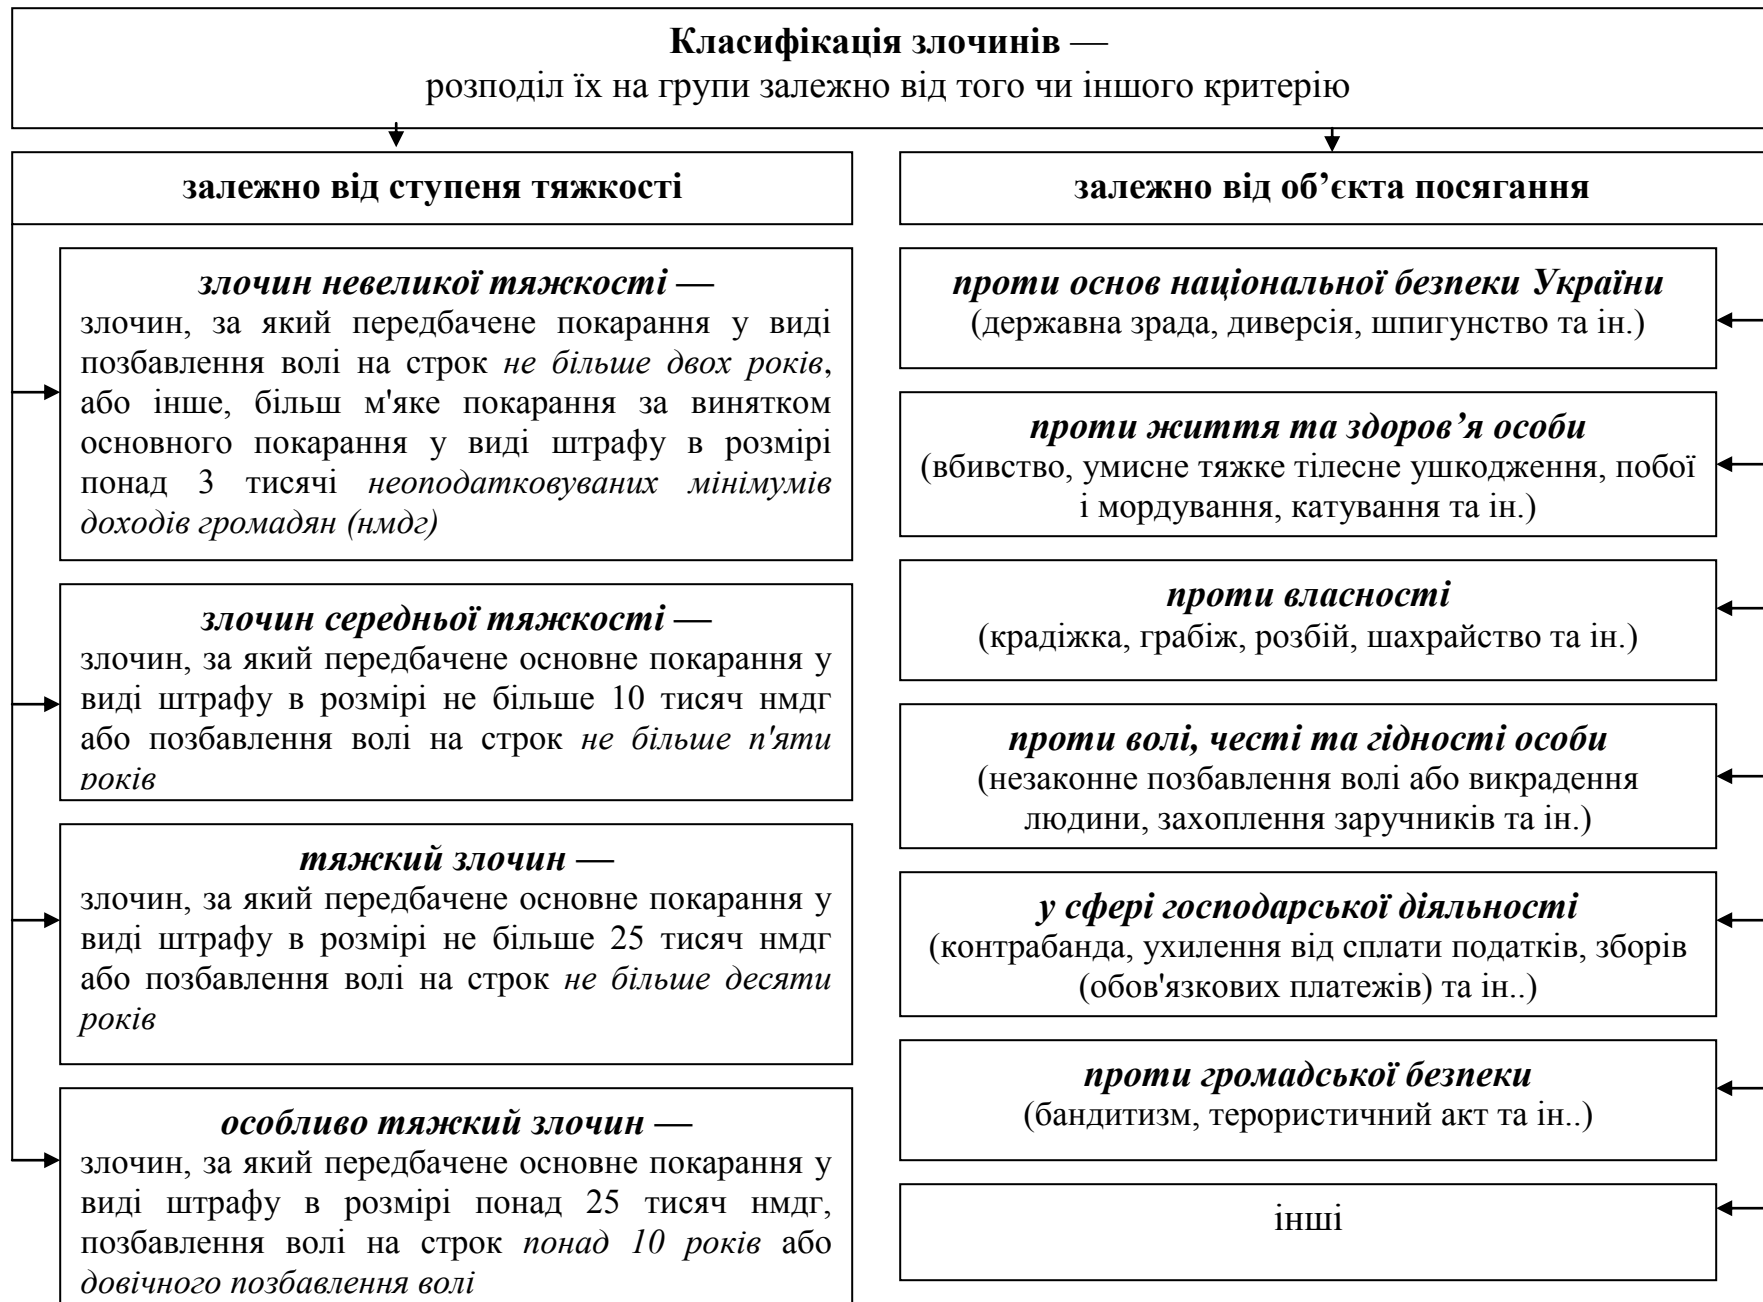 Класифікація злочинів —
розподіл їх на групи залежно від того чи іншого критерію
залежно від ступеня тяжкості
злочин невеликої тяжкості —
злочин, за який передбачене покарання у виді
позбавлення волі на строк не більше двох років,
або інше, більш м'яке покарання за винятком
основного покарання у виді штрафу в розмірі
понад 3 тисячі неоподатковуваних мінімумів
доходів громадян (нмдг)
злочин середньої тяжкості —
злочин, за який передбачене основне покарання у
виді штрафу в розмірі не більше 10 тисяч нмдг
або позбавлення волі на строк не більше п'яти
років
тяжкий злочин —
злочин, за який передбачене основне покарання у
виді штрафу в розмірі не більше 25 тисяч нмдг
або позбавлення волі на строк не більше десяти
років
особливо тяжкий злочин —
злочин, за який передбачене основне покарання у
виді штрафу в розмірі понад 25 тисяч нмдг,
позбавлення волі на строк понад 10 років або
довічного позбавлення волі
залежно від об’єкта посягання
проти основ національної безпеки України
(державна зрада, диверсія, шпигунство та ін.)
проти життя та здоров’я особи
(вбивство, умисне тяжке тілесне ушкодження, побої
і мордування, катування та ін.)
проти власності
(крадіжка, грабіж, розбій, шахрайство та ін.)
проти волі, честі та гідності особи
(незаконне позбавлення волі або викрадення
людини, захоплення заручників та ін.)
у сфері господарської діяльності
(контрабанда, ухилення від сплати податків, зборів
(обов'язкових платежів) та ін..)
проти громадської безпеки
(бандитизм, терористичний акт та ін..)
інші